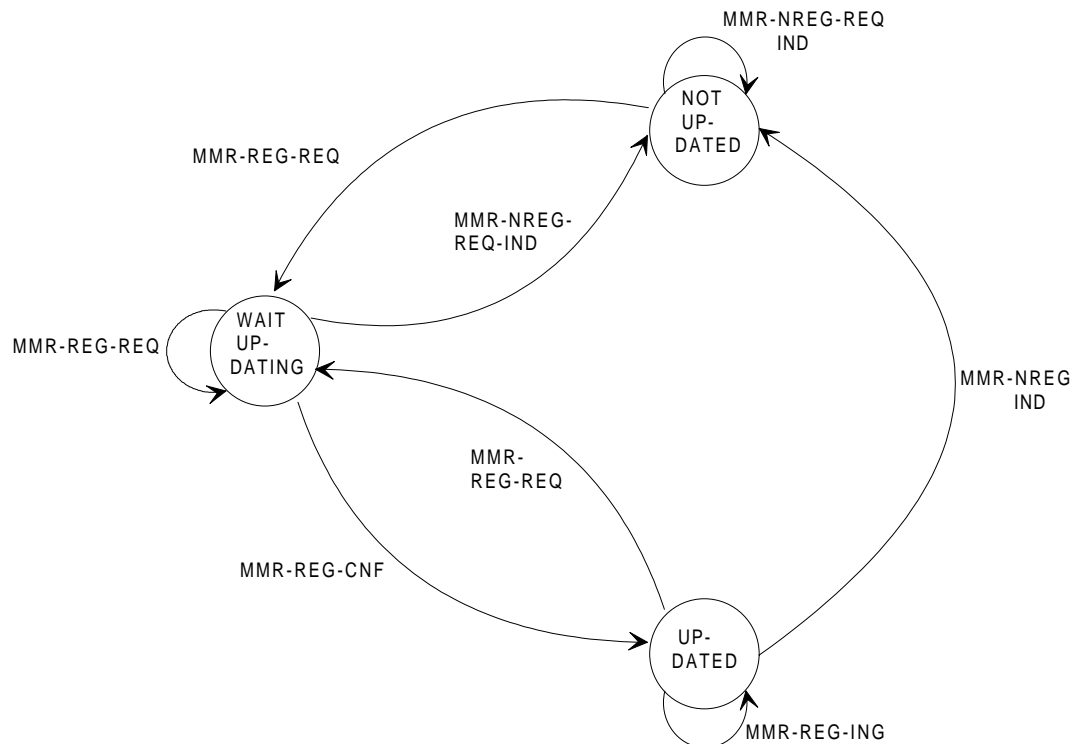 MMR-NREG-REQ
IND
NOT
UP-
DATED
MMR-REG-REQ
MMR-NREG-
REQ-IND
WAIT
UP-
DATING
MMR-REG-REQ
MMR-NREG
IND
MMR-
REG-REQ
MMR-REG-CNF
UP-
DATED
MMR-REG-ING